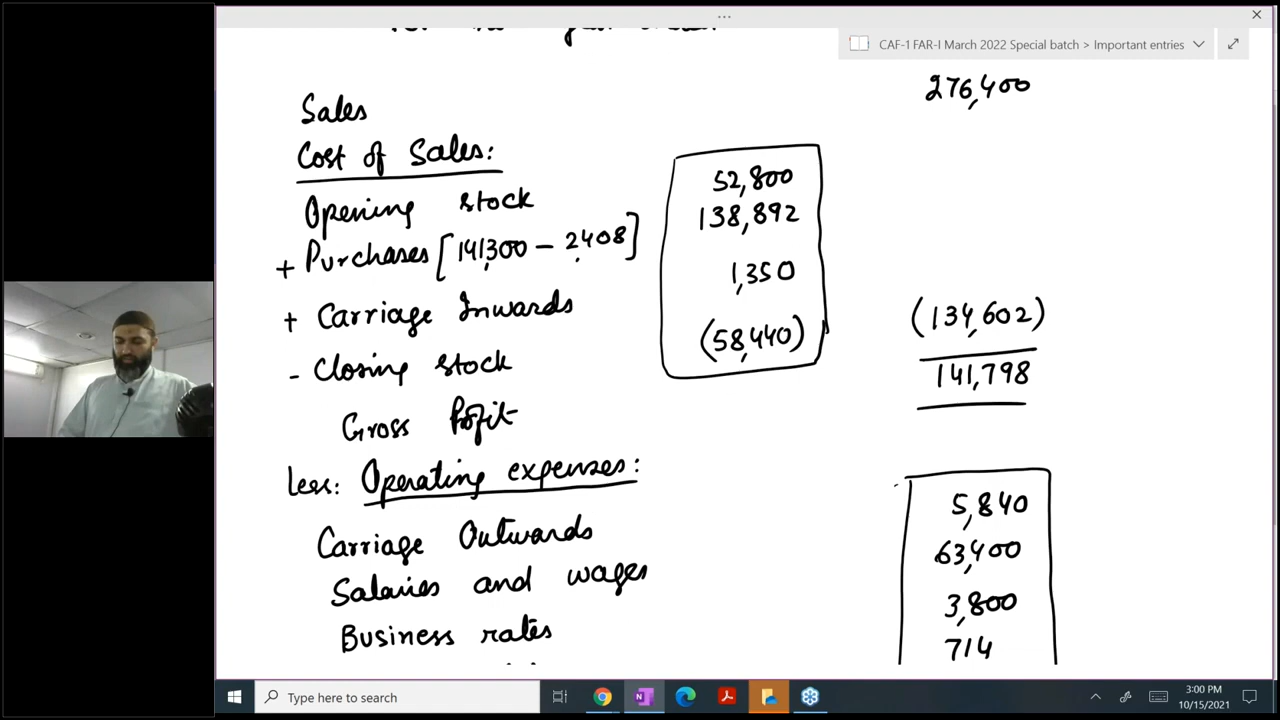 ...
CAF-1 FAR-I March 2022 Special batch > Important entries
276,400
Sales
Cost of Sales:
Opening stock 52,800
+ Purchases [141,300 - 2,408] 138,892
+ Carriage Inwards 1,350
- Closing stock (58,440) (134,602)
141,798
Gross Profit
Less: Operating expenses:
Carriage Outwards 5,840
Salaries and wages 63,400
Business rates 3,800
714
Type here to search
3:00 PM
10/15/2021